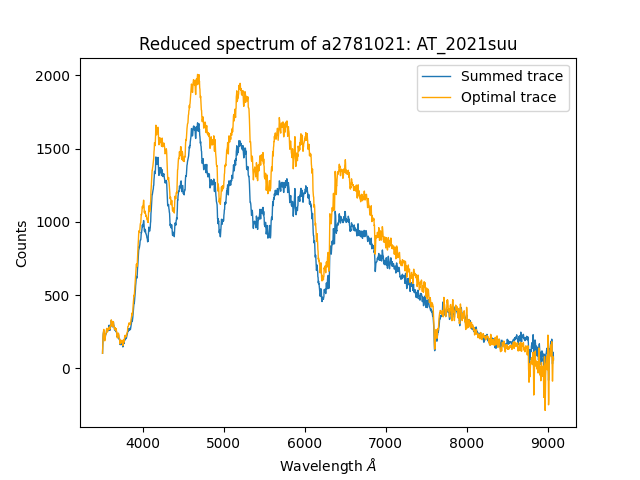 Reduced spectrum of a2781021: AT_2021suu
Summed trace
Optimal trace
2000
1500
1000
500
0
Counts
4000 5000 6000 7000 8000 9000
Wavelength Å